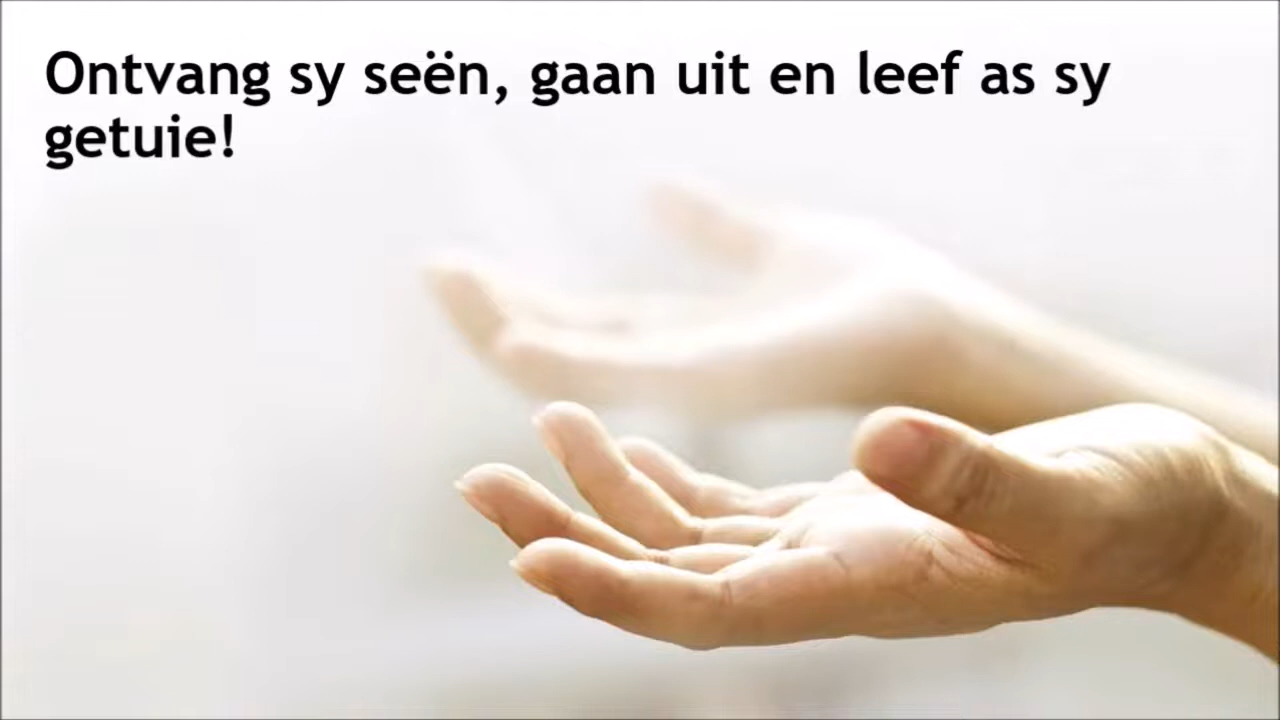 Ontvang sy seën, gaan uit en leef as sy
getuie!